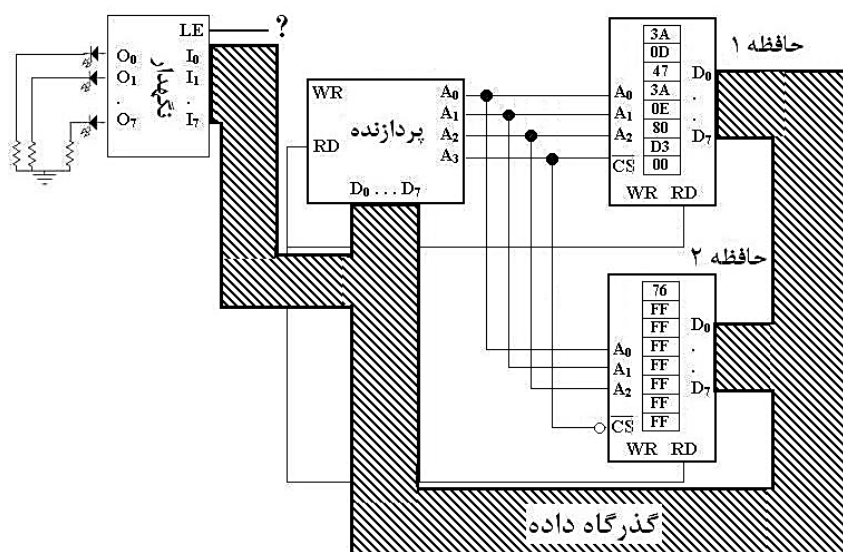 LE ?
O0 I0
O1 I1
. .
O7 I7
نگهدار
WR
RD
پردازنده
A0
A1
A2
A3
D0 . . . D7
حافظه ۱
3A
0D
47
3A
0E
80
D3
00
A0
A1
A2
CS
D0
.
.
D7
WR RD
حافظه ۲
76
FF
FF
FF
FF
FF
FF
FF
A0
A1
A2
CS
D0
.
.
D7
WR RD
گذرگاه داده